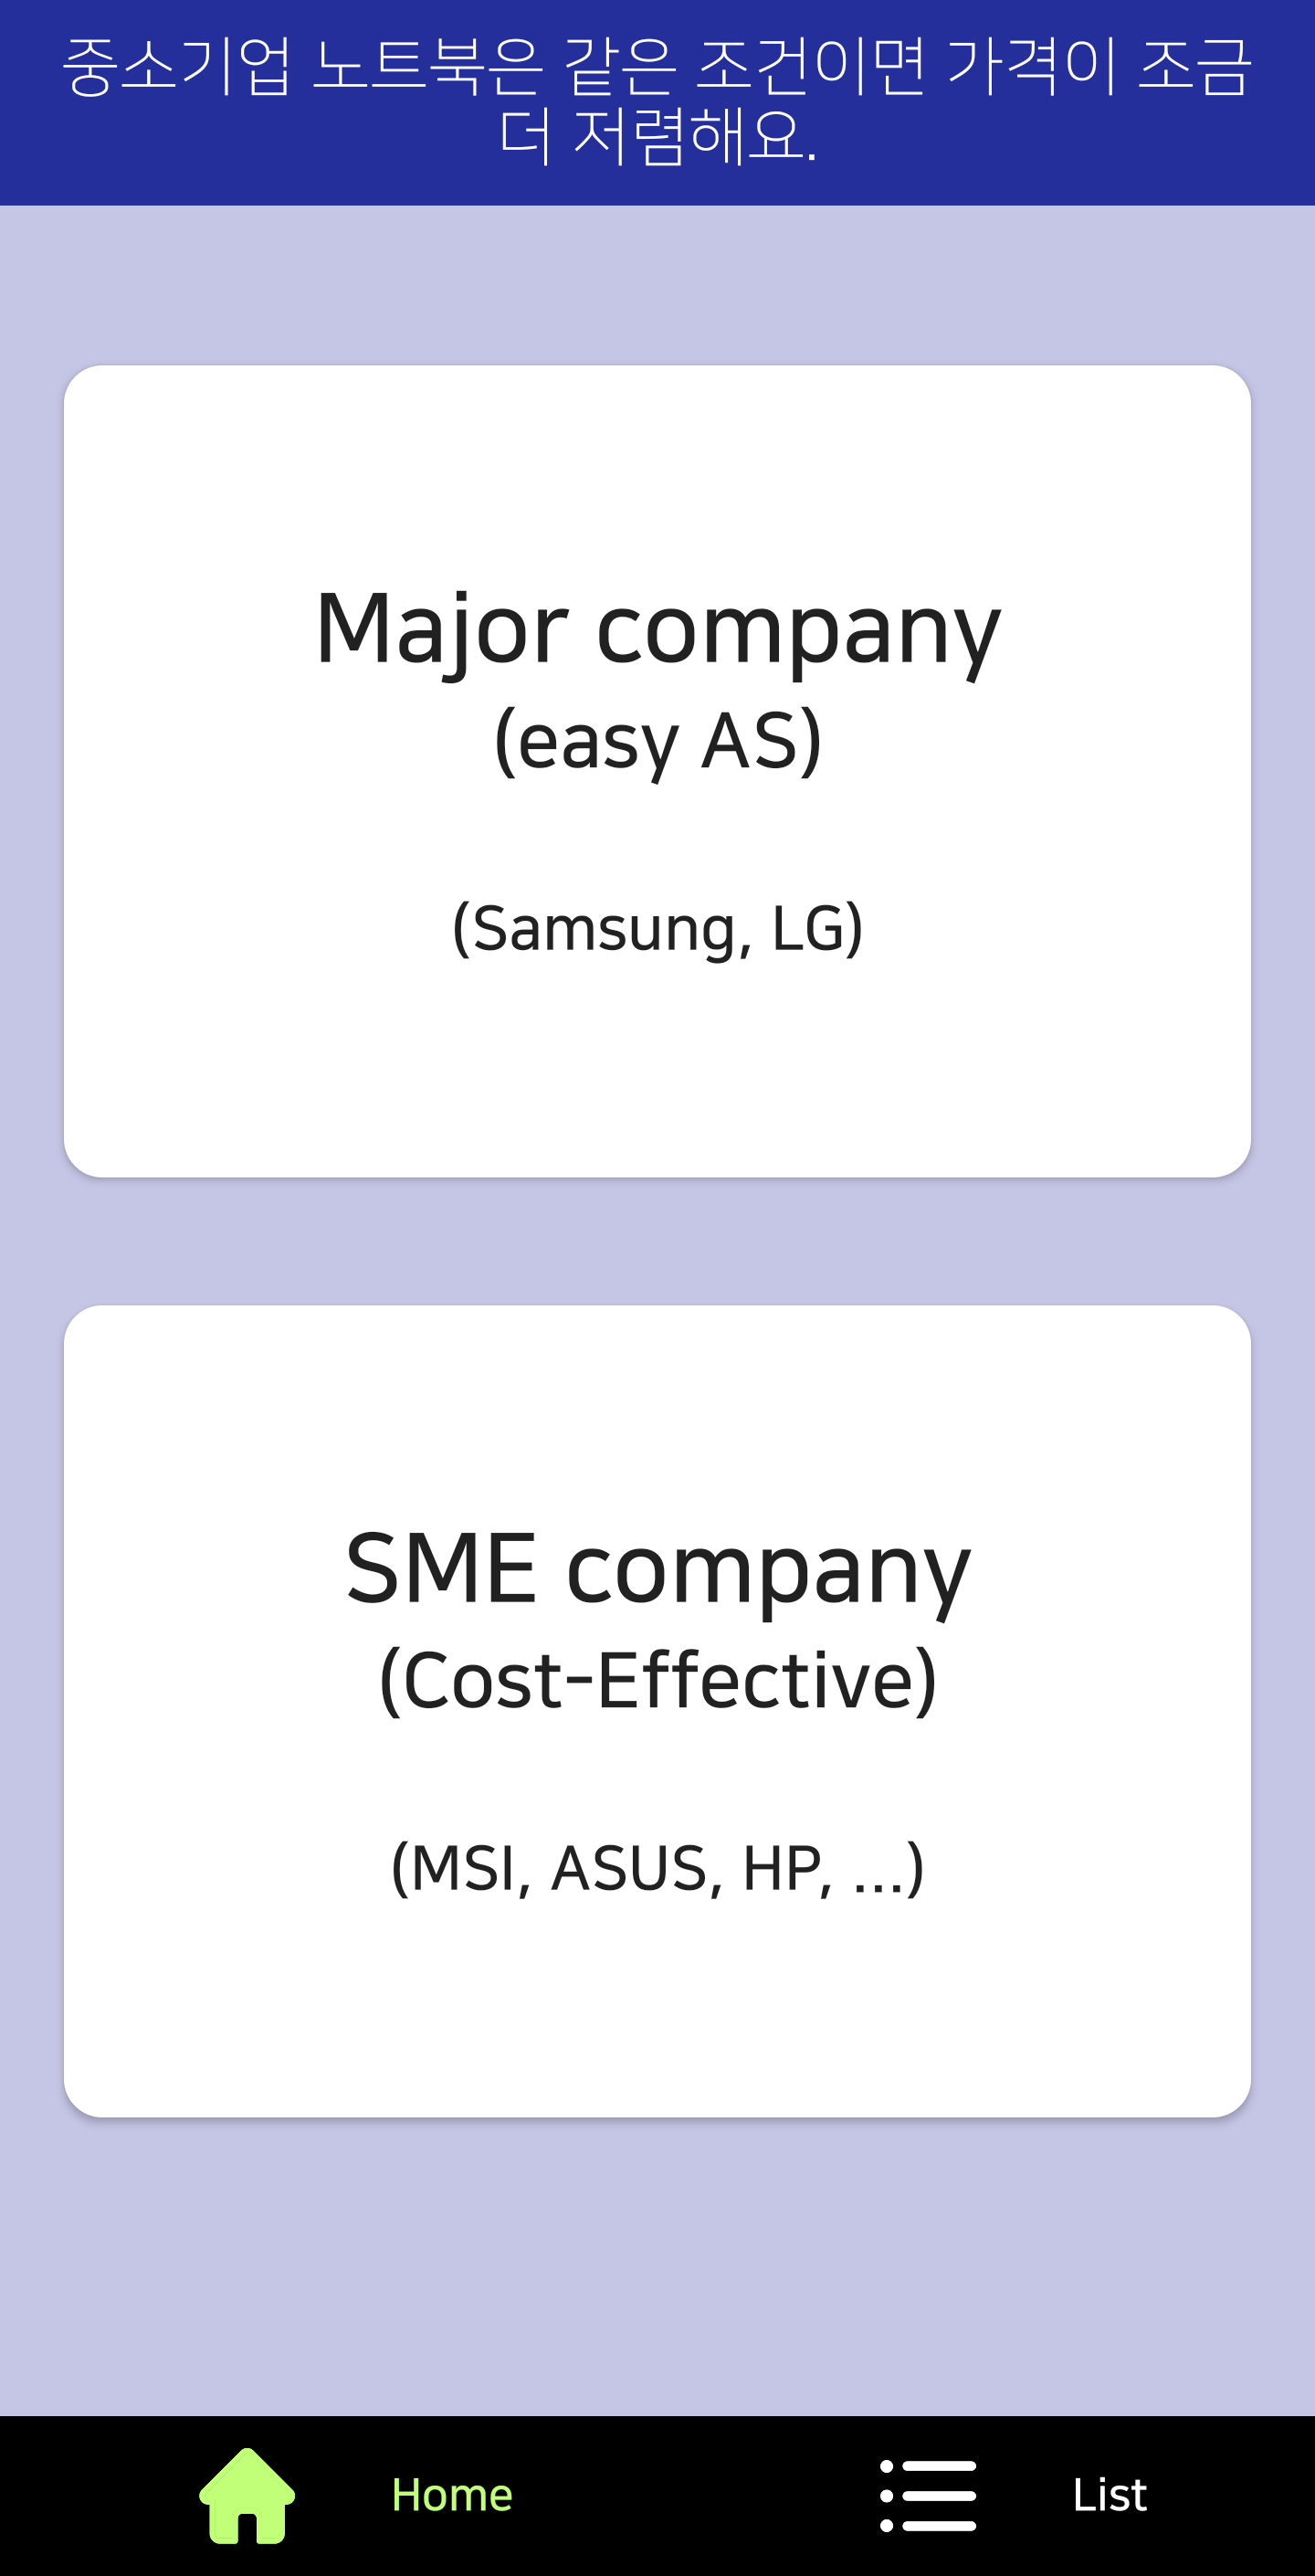 중소기업 노트북은 같은 조건이면 가격이 조금
더 저렴해요.
Major company
(easy AS)
(Samsung, LG)
SME company
(Cost-Effective)
(MSI, ASUS, HP, ...)
Home
List